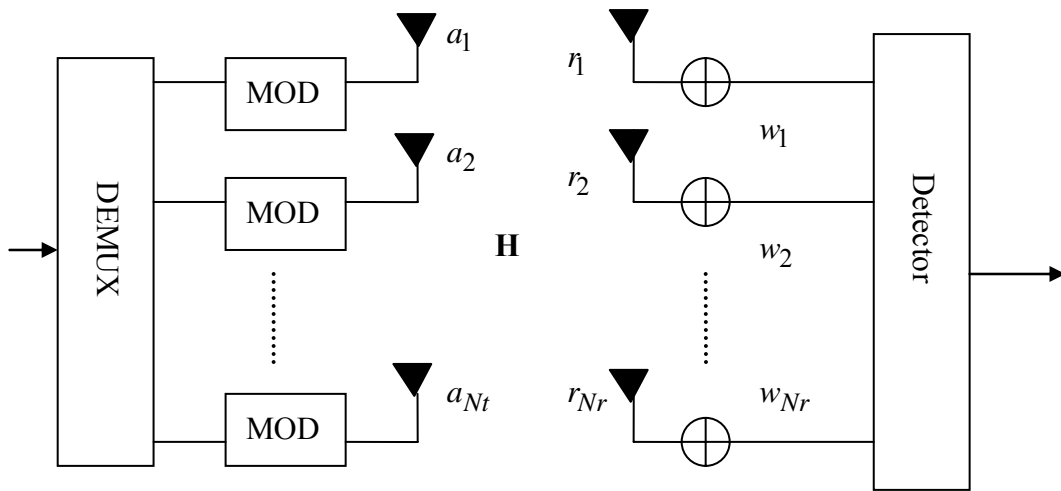 DEMUX
MOD
a1
MOD
a2
MOD
aNt
H
r1
w1
r2
w2
rNr
wNr
Detector